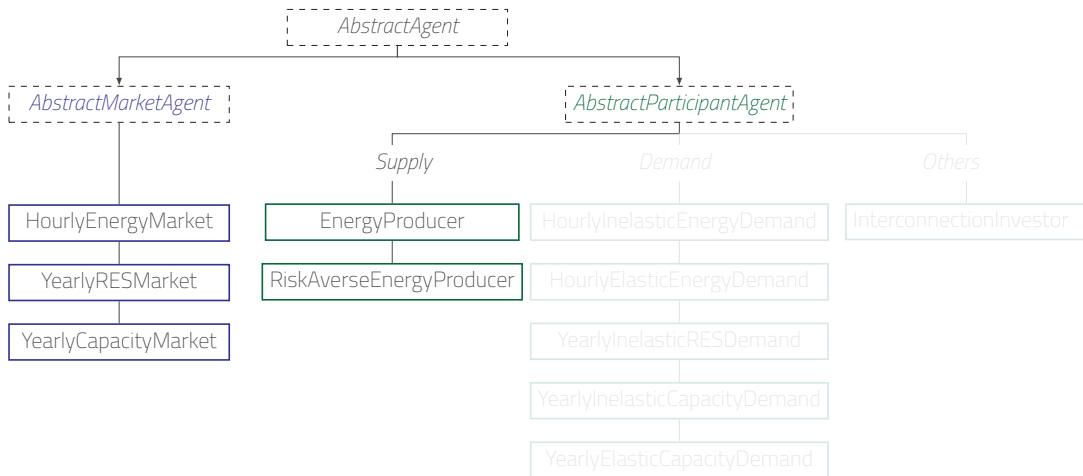 AbstractAgent
AbstractMarketAgent
AbstractParticipantAgent
Supply
Demand
Others
HourlyEnergyMarket
EnergyProducer
HourlyInelasticEnergyDemand
InterconnectionInvestor
YearlyRESMarket
RiskAverseEnergyProducer
HourlyElasticEnergyDemand
YearlyCapacityMarket
YearlyInelasticRESDemand
YearlyInelasticCapacityDemand
YearlyElasticCapacityDemand